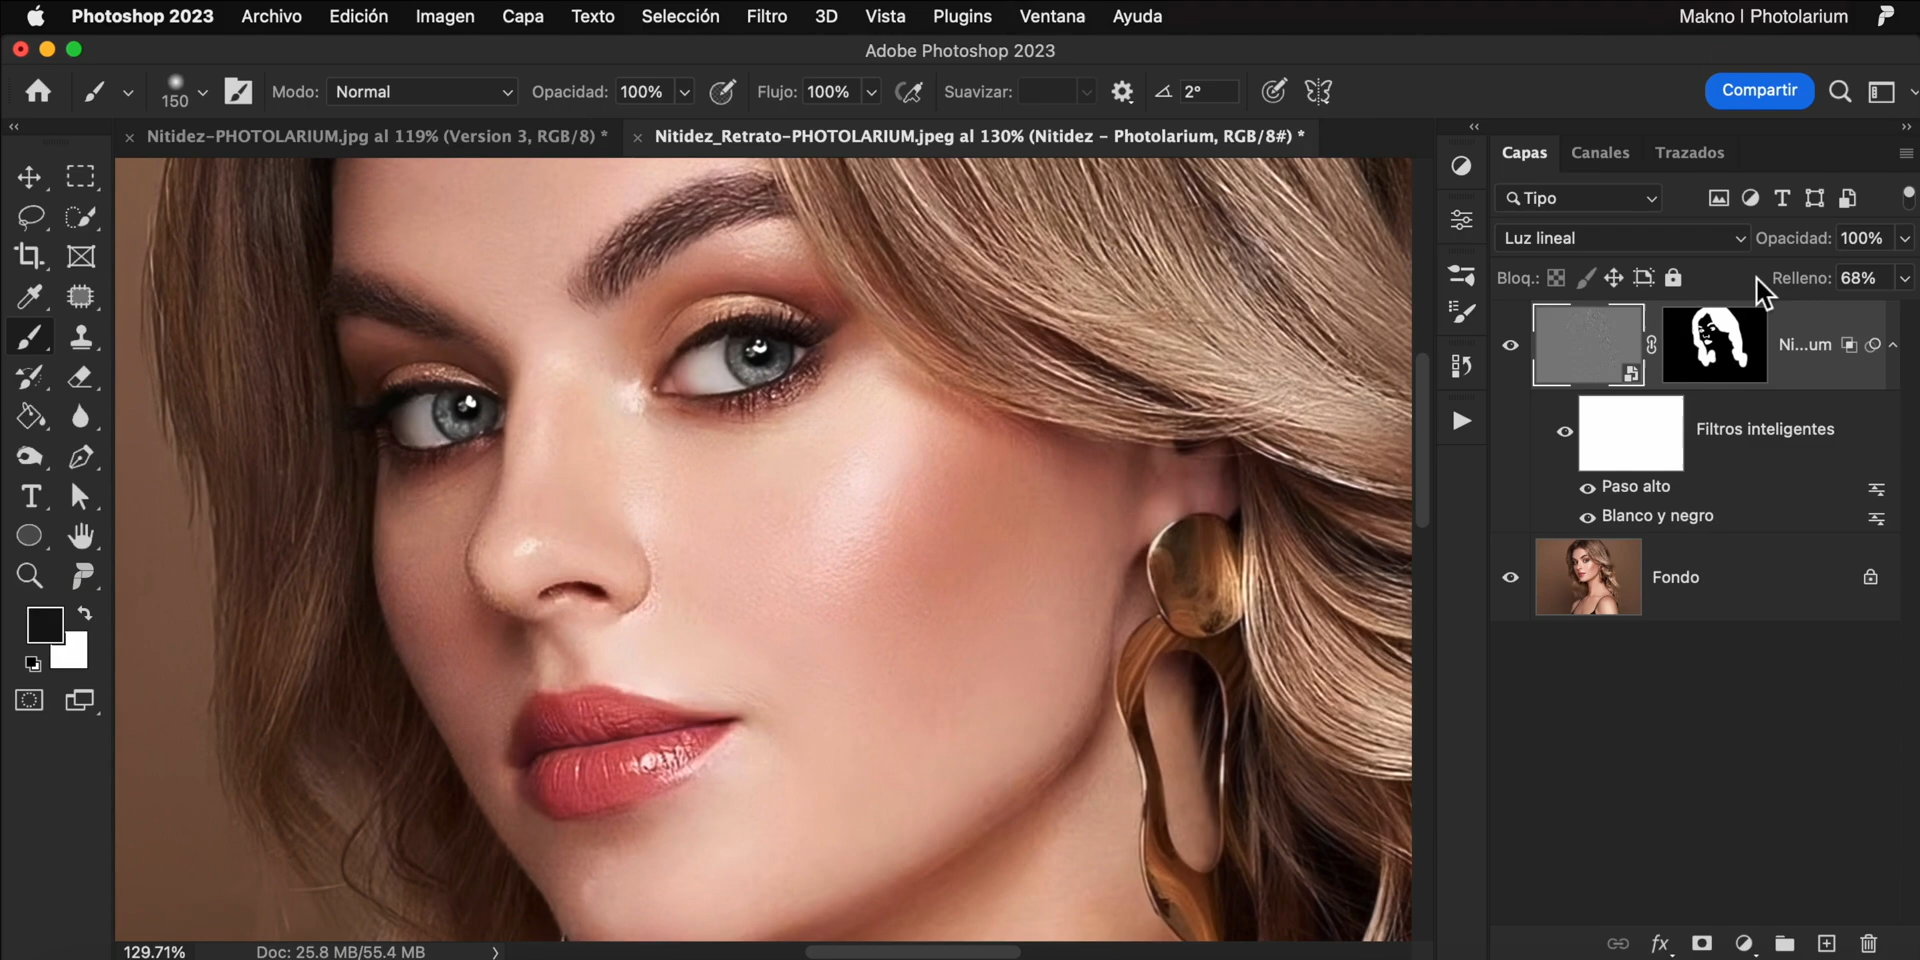 Photoshop 2023 Archivo Edición Imagen Capa Texto Selección Filtro 3D Vista Plugins Ventana Ayuda Makno | Photolarium
Adobe Photoshop 2023
150 Modo: Normal Opacidad: 100% Flujo: 100% Suavizar: 2° Compartir
Nitidez-PHOTOLARIUM.jpg al 119% (Version 3, RGB/8) * Nitidez_Retrato-PHOTOLARIUM.jpeg al 130% (Nitidez - Photolarium, RGB/8#) *
Capas Canales Trazados
Tipo
Luz lineal Opacidad: 100%
Bloq.: Relleno: 68%
Ni...um
Filtros inteligentes
Paso alto
Blanco y negro
Fondo
129.71% Doc: 25.8 MB/55.4 MB
fx